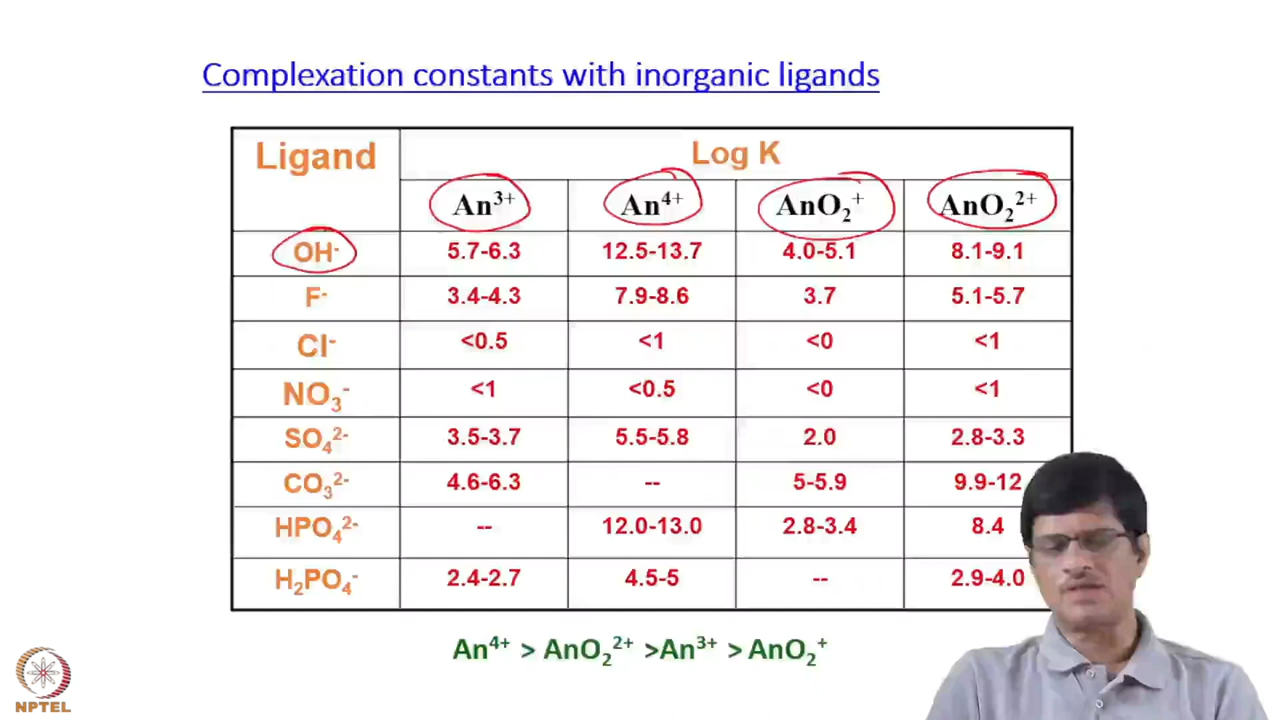 Complexation constants with inorganic ligands
Ligand Log K
An³⁺ An⁴⁺ AnO₂⁺ AnO₂²⁺
OH⁻ 5.7-6.3 12.5-13.7 4.0-5.1 8.1-9.1
F⁻ 3.4-4.3 7.9-8.6 3.7 5.1-5.7
Cl⁻ <0.5 <1 <0 <1
NO₃⁻ <1 <0.5 <0 <1
SO₄²⁻ 3.5-3.7 5.5-5.8 2.0 2.8-3.3
CO₃²⁻ 4.6-6.3 -- 5-5.9 9.9-12
HPO₄²⁻ -- 12.0-13.0 2.8-3.4 8.4
H₂PO₄⁻ 2.4-2.7 4.5-5 -- 2.9-4.0
An⁴⁺ > AnO₂²⁺ >An³⁺ > AnO₂⁺
NPTEL